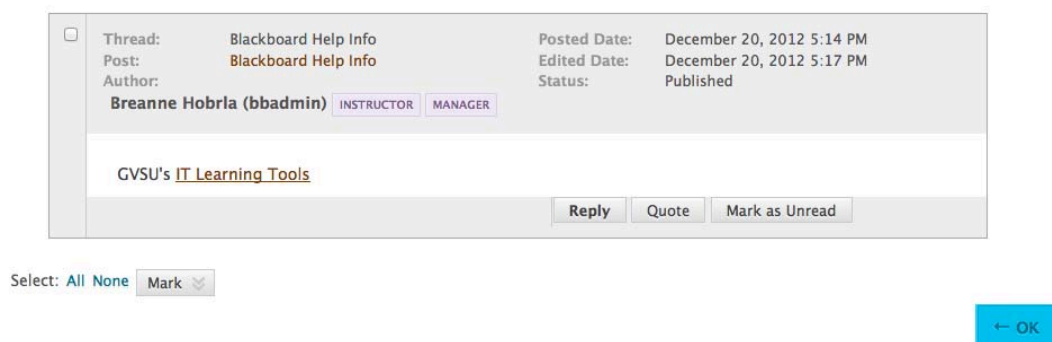 Thread: Blackboard Help Info Posted Date: December 20, 2012 5:14 PM
Post: Blackboard Help Info Edited Date: December 20, 2012 5:17 PM
Author: Status: Published
Breanne Hobrla (bbadmin) INSTRUCTOR MANAGER
GVSU's IT Learning Tools
Reply Quote Mark as Unread
Select: All None Mark
← OK